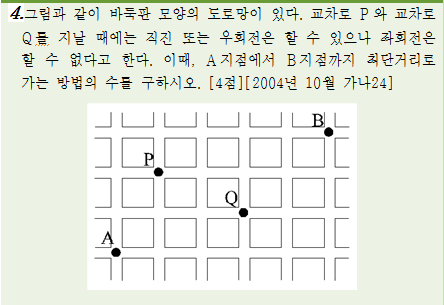 4.그림과 같이 바둑판 모양의 도로망이 있다. 교차로 P와 교차로
Q를 지날 때에는 직진 또는 우회전은 할 수 있으나 좌회전은
할 수 없다고 한다. 이때, A지점에서 B지점까지 최단거리로
가는 방법의 수를 구하시오. [4점][2004년 10월 가나24]
B
P
Q
A